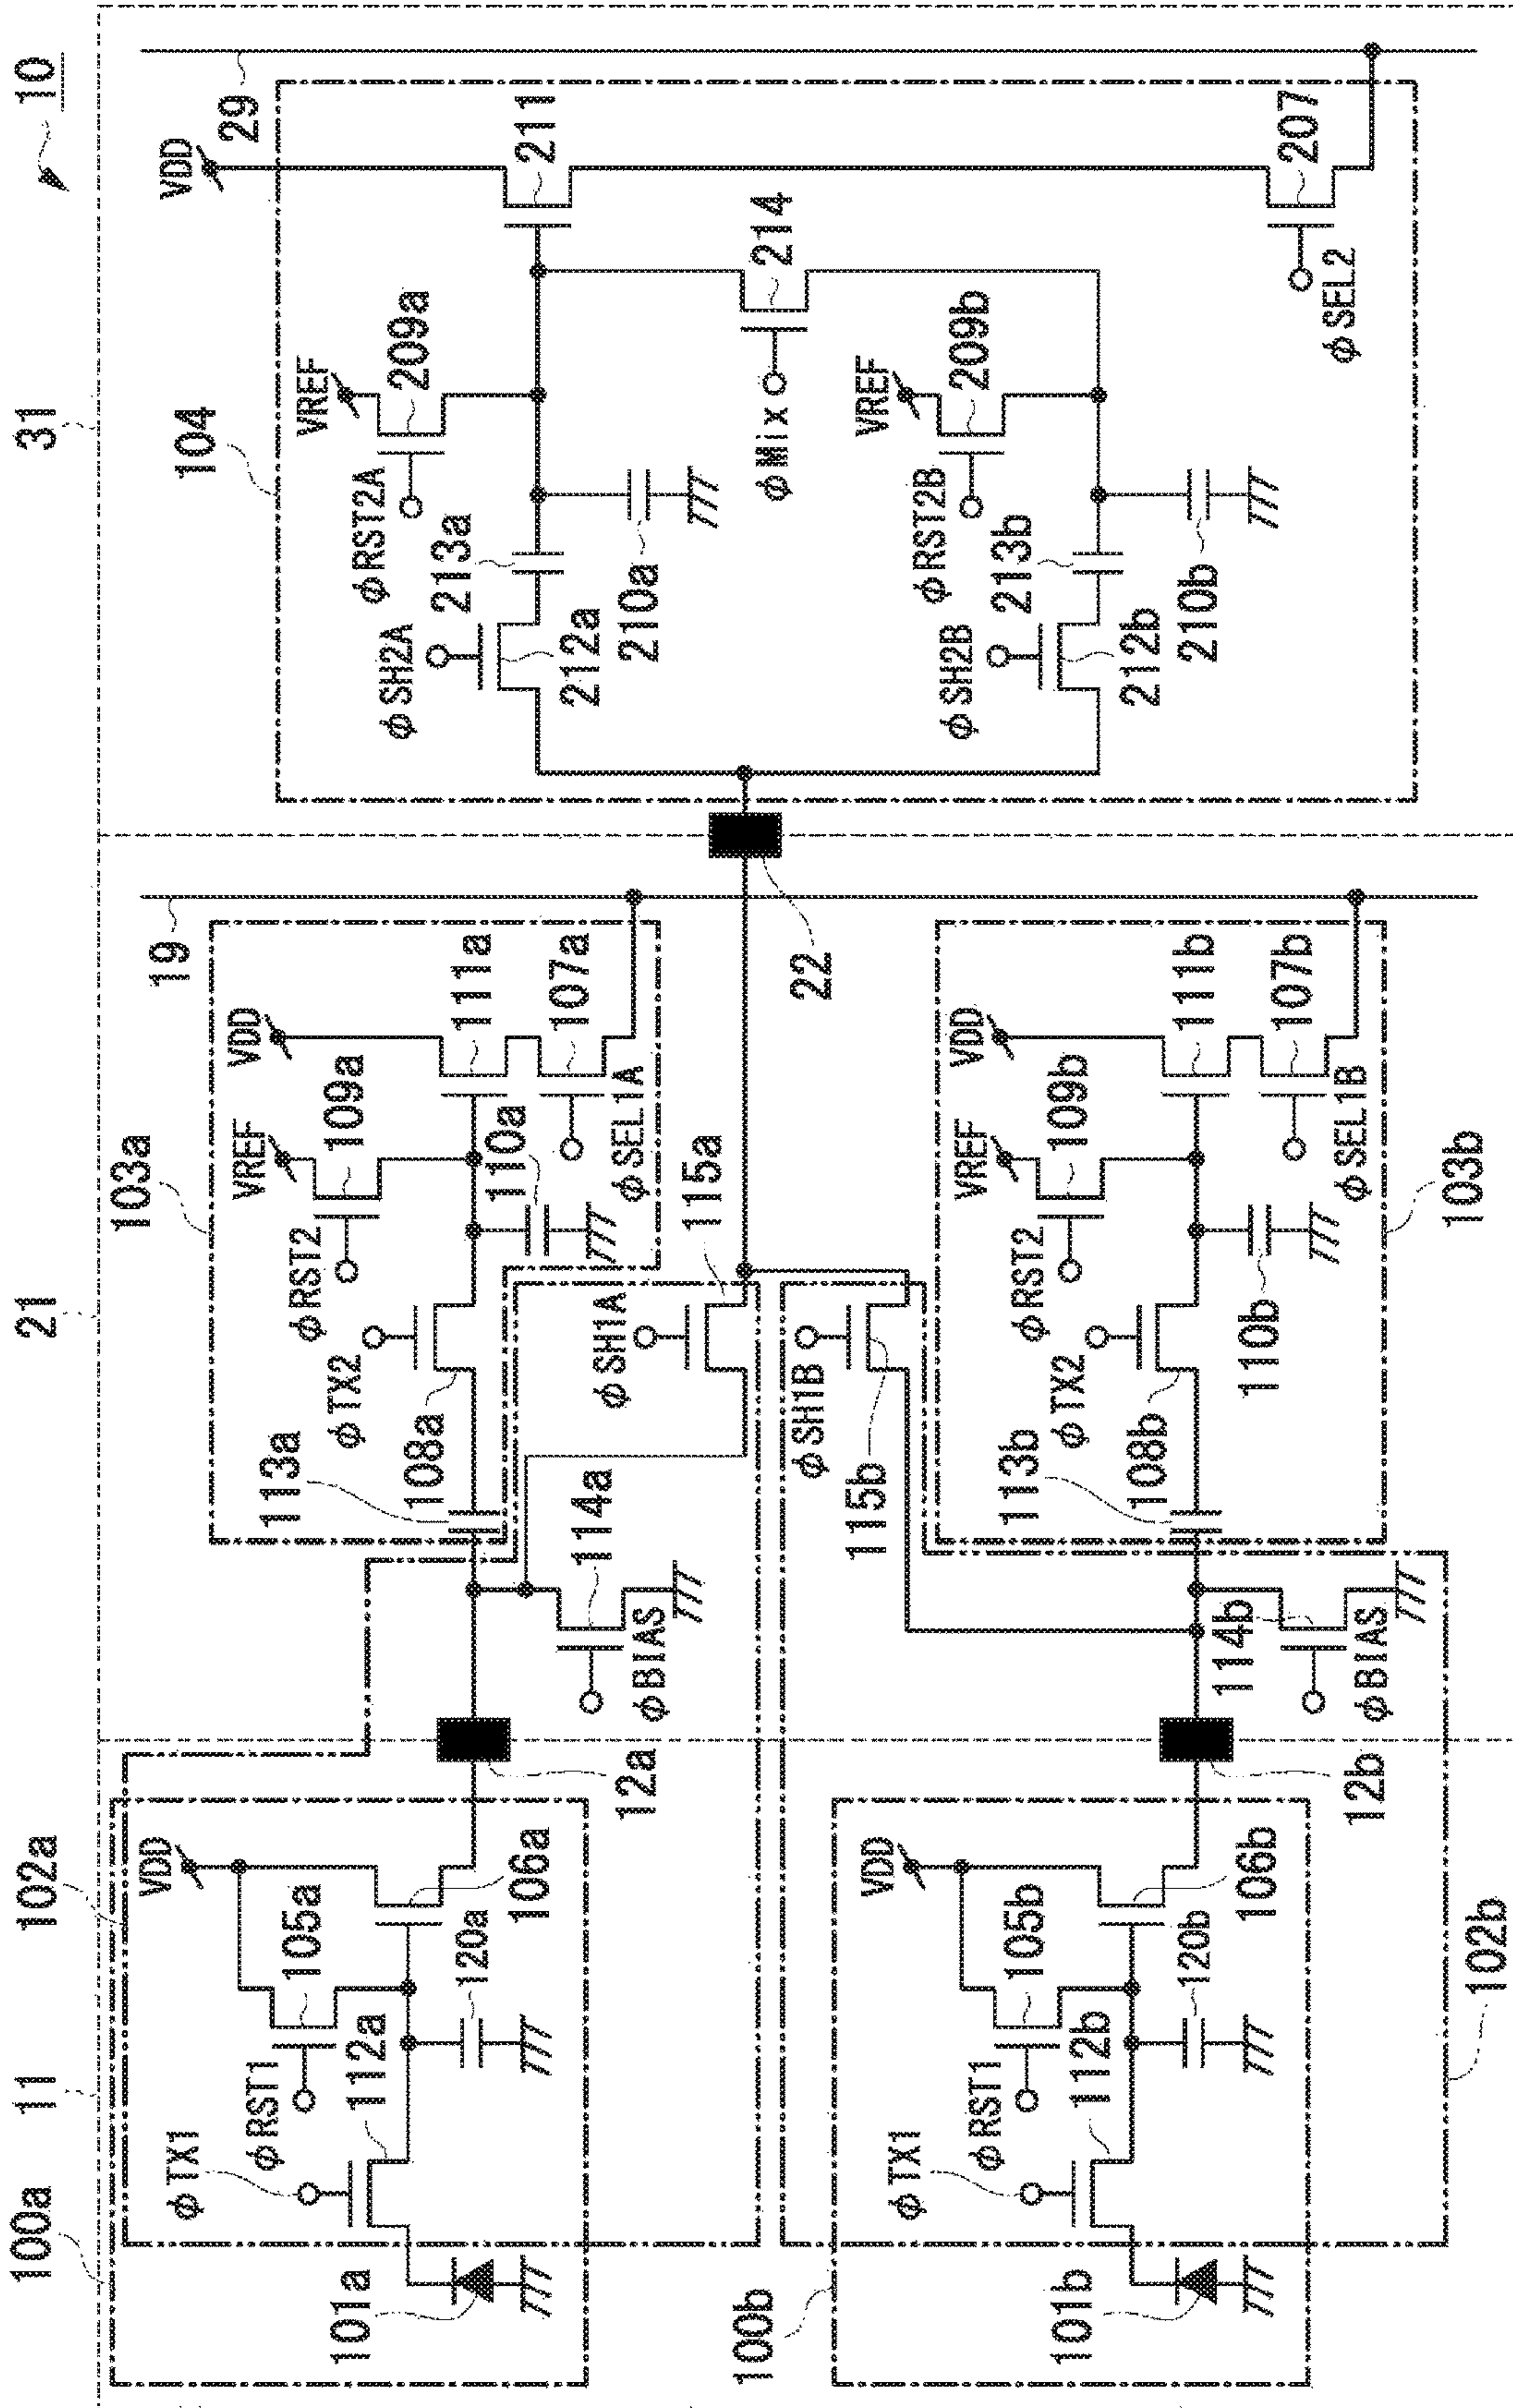 10
100a
11
102a
21
31
101a
φTX1
112a
φRST1
105a
120a
VDD
106a
12a
φBIAS
114a
103a
113a
108a
φTX2
φRST2
VREF
109a
110a
VDD
111a
107a
φSEL1A
19
φSH1A
115a
22
104
φSH2A
212a
213a
φRST2A
210a
VREF
209a
VDD
29
211
φMix
214
φSH2B
212b
213b
φRST2B
210b
VREF
209b
φSEL2
207
100b
101b
φTX1
112b
φRST1
105b
120b
VDD
106b
12b
102b
φBIAS
114b
φSH1B
115b
113b
108b
φTX2
φRST2
VREF
109b
110b
VDD
111b
107b
φSEL1B
103b